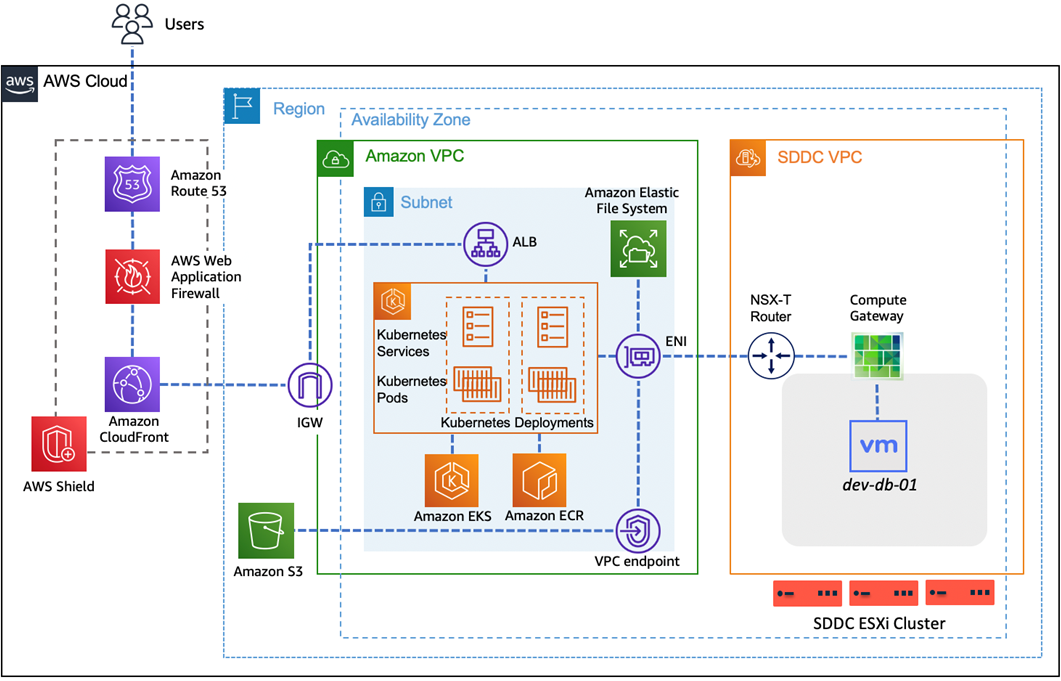 Users
aws
AWS Cloud
Region
Availability Zone
Amazon VPC
SDDC VPC
Amazon
Route 53
53
Subnet
Amazon Elastic
File System
ALB
AWS Web
Application
Firewall
NSX-T
Router
Compute
Gateway
K
Kubernetes
Services
ENI
Kubernetes
Pods
Amazon
CloudFront
IGW
Kubernetes Deployments
vm
dev-db-01
AWS Shield
K
Amazon EKS
Amazon ECR
Amazon S3
VPC endpoint
SDDC ESXi Cluster